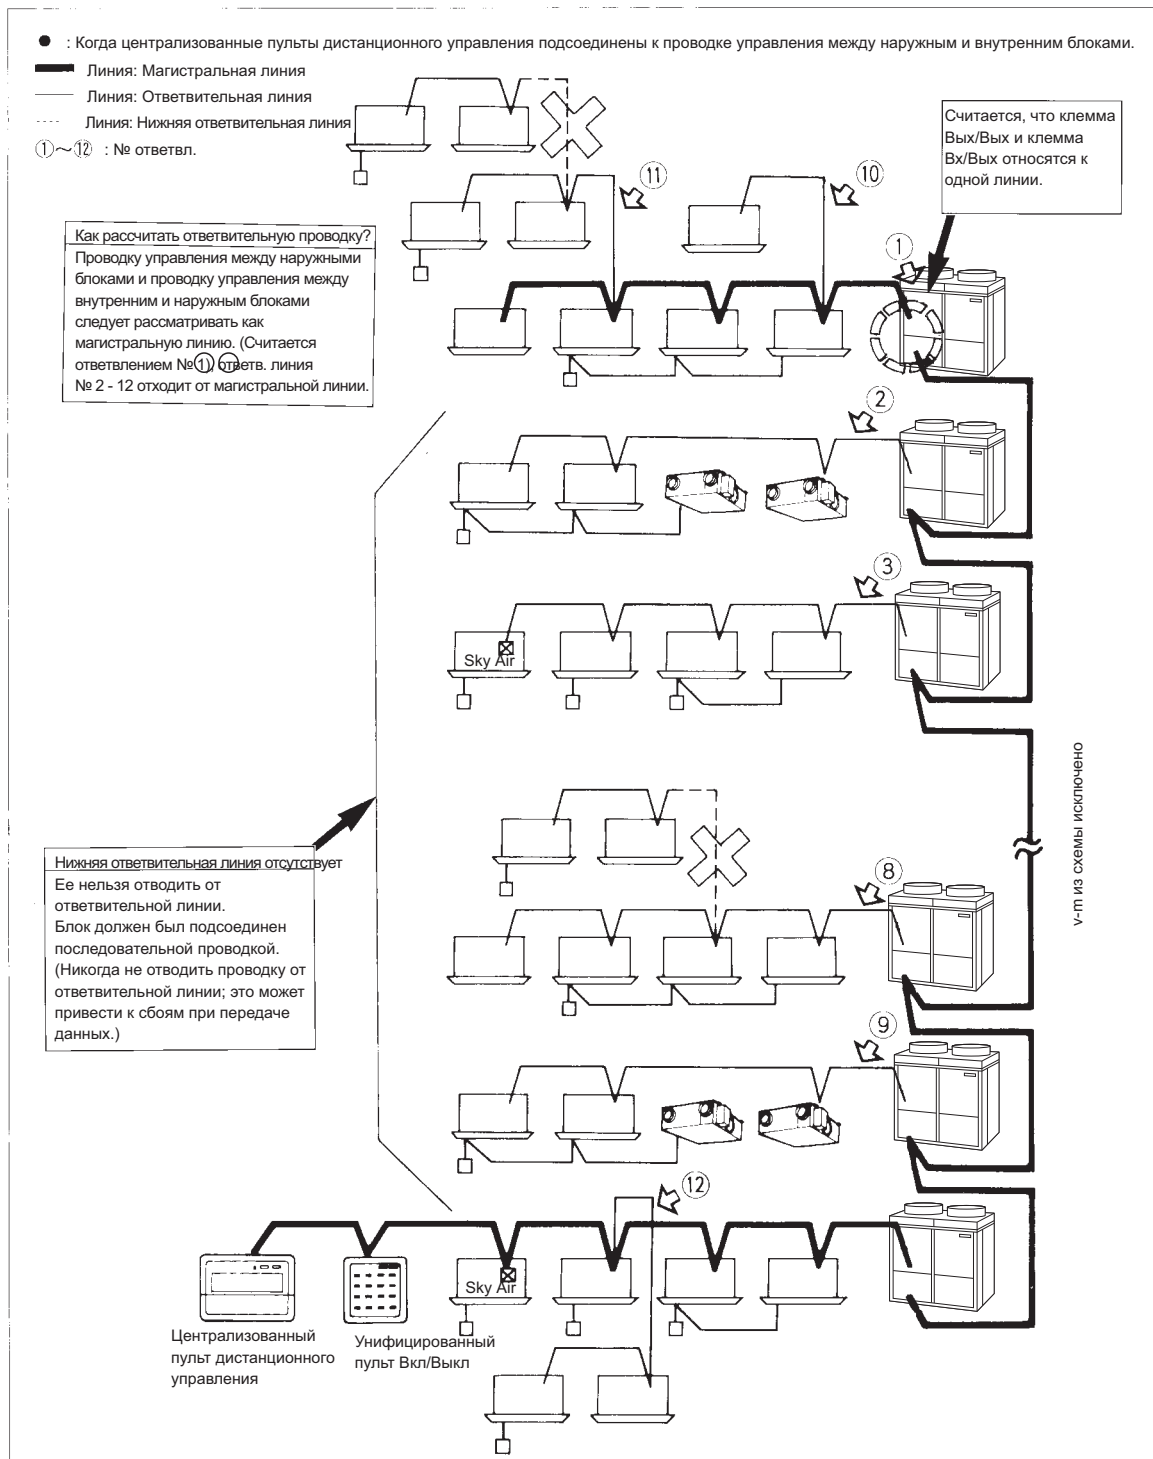 ● : Когда централизованные пульты дистанционного управления подсоединены к проводке управления между наружным и внутренним блоками.
Линия: Магистральная линия
Линия: Ответвительная линия
Линия: Нижняя ответвительная линия
①~⑫ : № ответвл.
Считается, что клемма
Вых/Вых и клемма
Вх/Вых относятся к
одной линии.
⑪
⑩
①
Как рассчитать ответвительную проводку?
Проводку управления между наружными
блоками и проводку управления между
внутренним и наружным блоками
следует рассматривать как
магистральную линию. (Считается
ответвлением №①), ответв. линия
№ 2 - 12 отходит от магистральной линии.
②
③
Sky Air
v-m из схемы исключено
Нижняя ответвительная линия отсутствует
Ее нельзя отводить от
ответвительной линии.
Блок должен был подсоединен
последовательной проводкой.
(Никогда не отводить проводку от
ответвительной линии; это может
привести к сбоям при передаче
данных.)
⑧
⑨
⑫
Sky Air
Централизованный
пульт дистанционного
управления
Унифицированный
пульт Вкл/Выкл